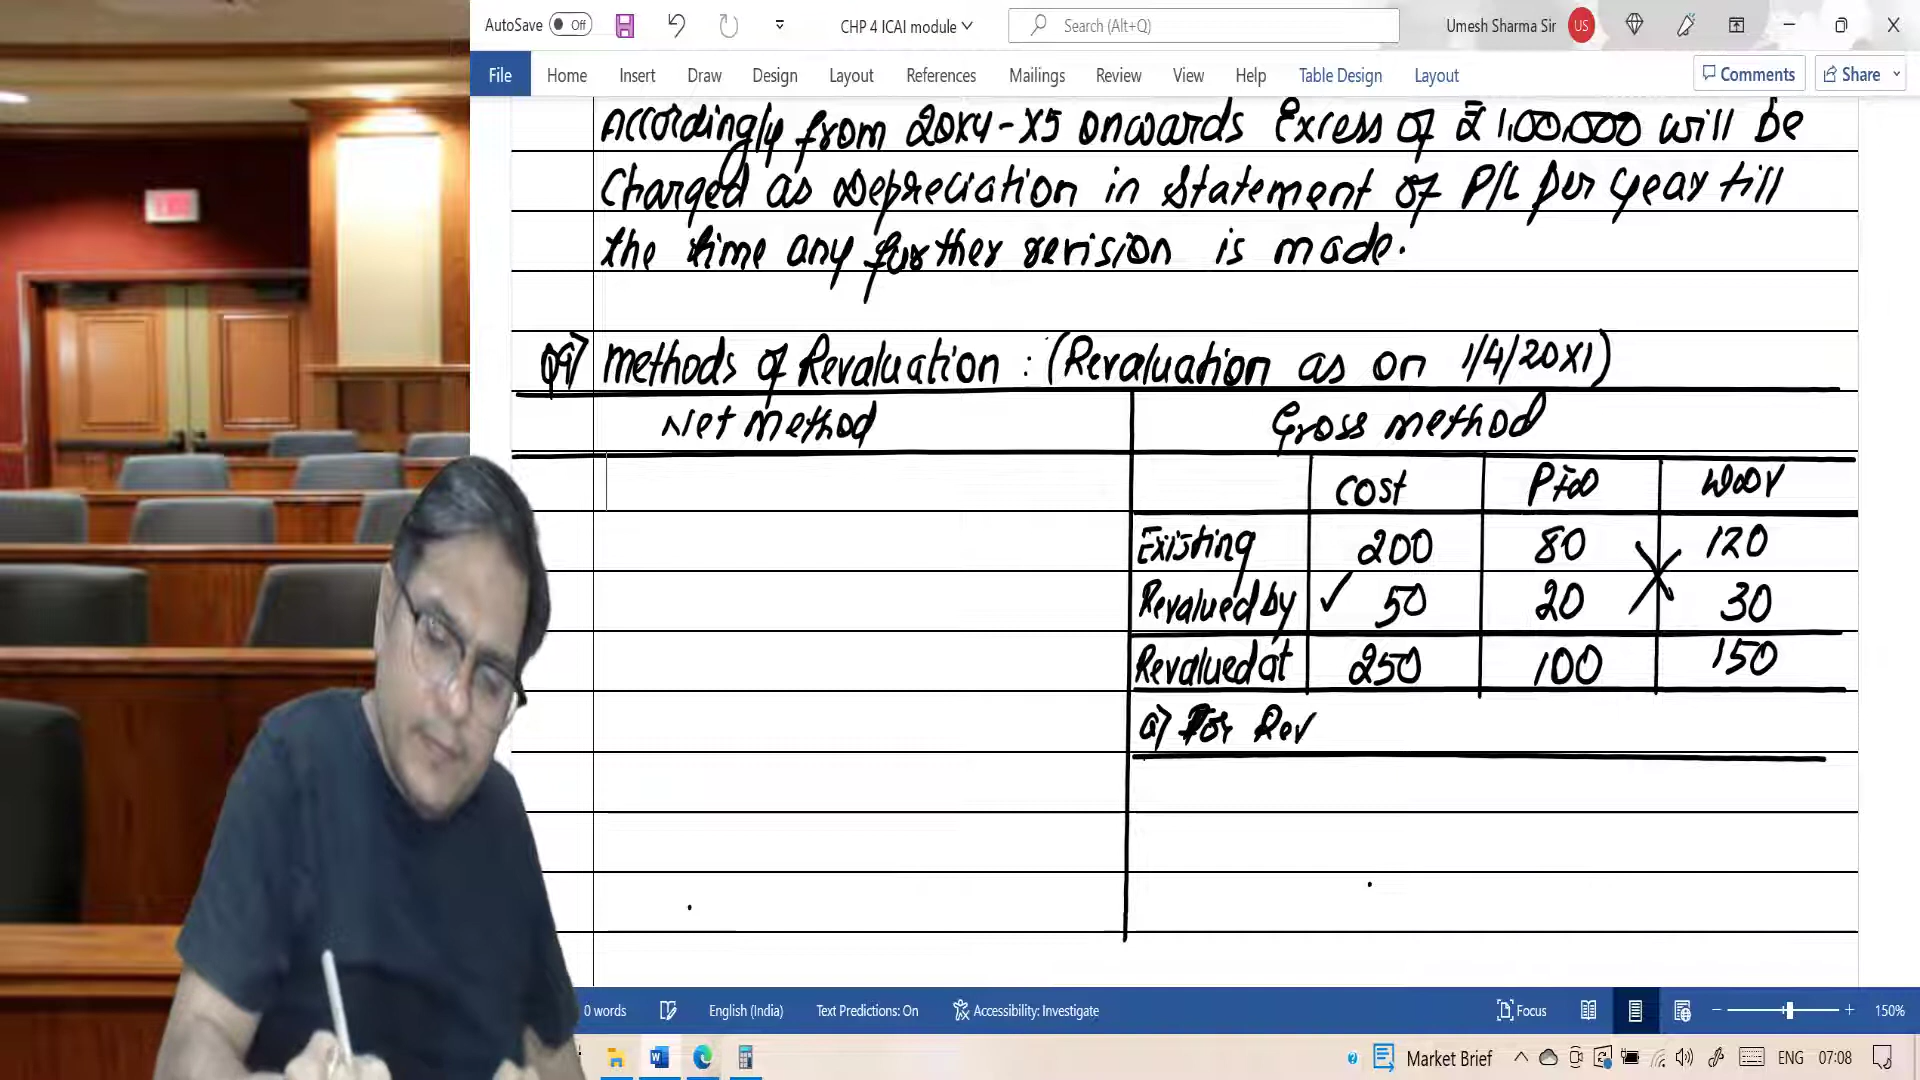 AutoSave Off CHP 4 ICAI module Search (Alt+Q) Umesh Sharma Sir US
File Home Insert Draw Design Layout References Mailings Review View Help Table Design Layout Comments Share
Accordingly from 20X4-X5 onwards Excess of ₹ 1,00,000 will be
Charged as Depreciation in Statement of P/L per year till
the time any further revision is made.
Q9) Methods of Revaluation : (Revaluation as on 1/4/20X1)
Net Method Gross method
Cost PFD WDV
Existing 200 80 120
Revalued by ✓ 50 20 30
Revalued at 250 100 150
a) For Rev
0 words English (India) Text Predictions: On Accessibility: Investigate Focus 150%
Market Brief ENG 07:08